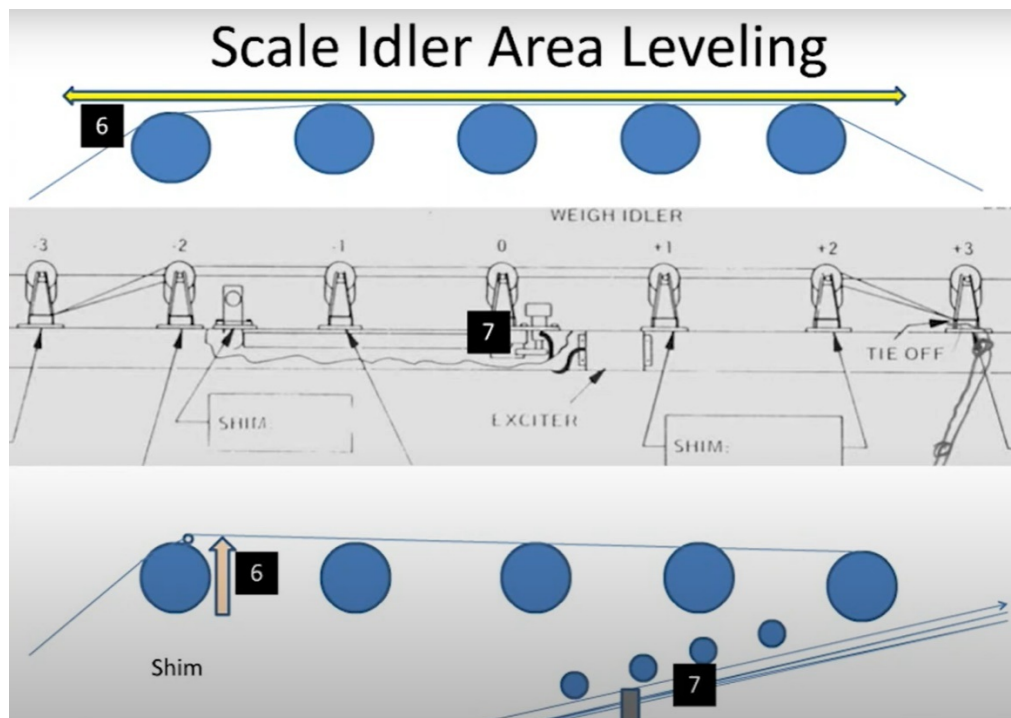 Scale Idler Area Leveling
6
WEIGH IDLER
-3 -2 -1 0 +1 +2 +3
7
TIE OFF
SHIM:
EXCITER
SHIM:
6
Shim
7